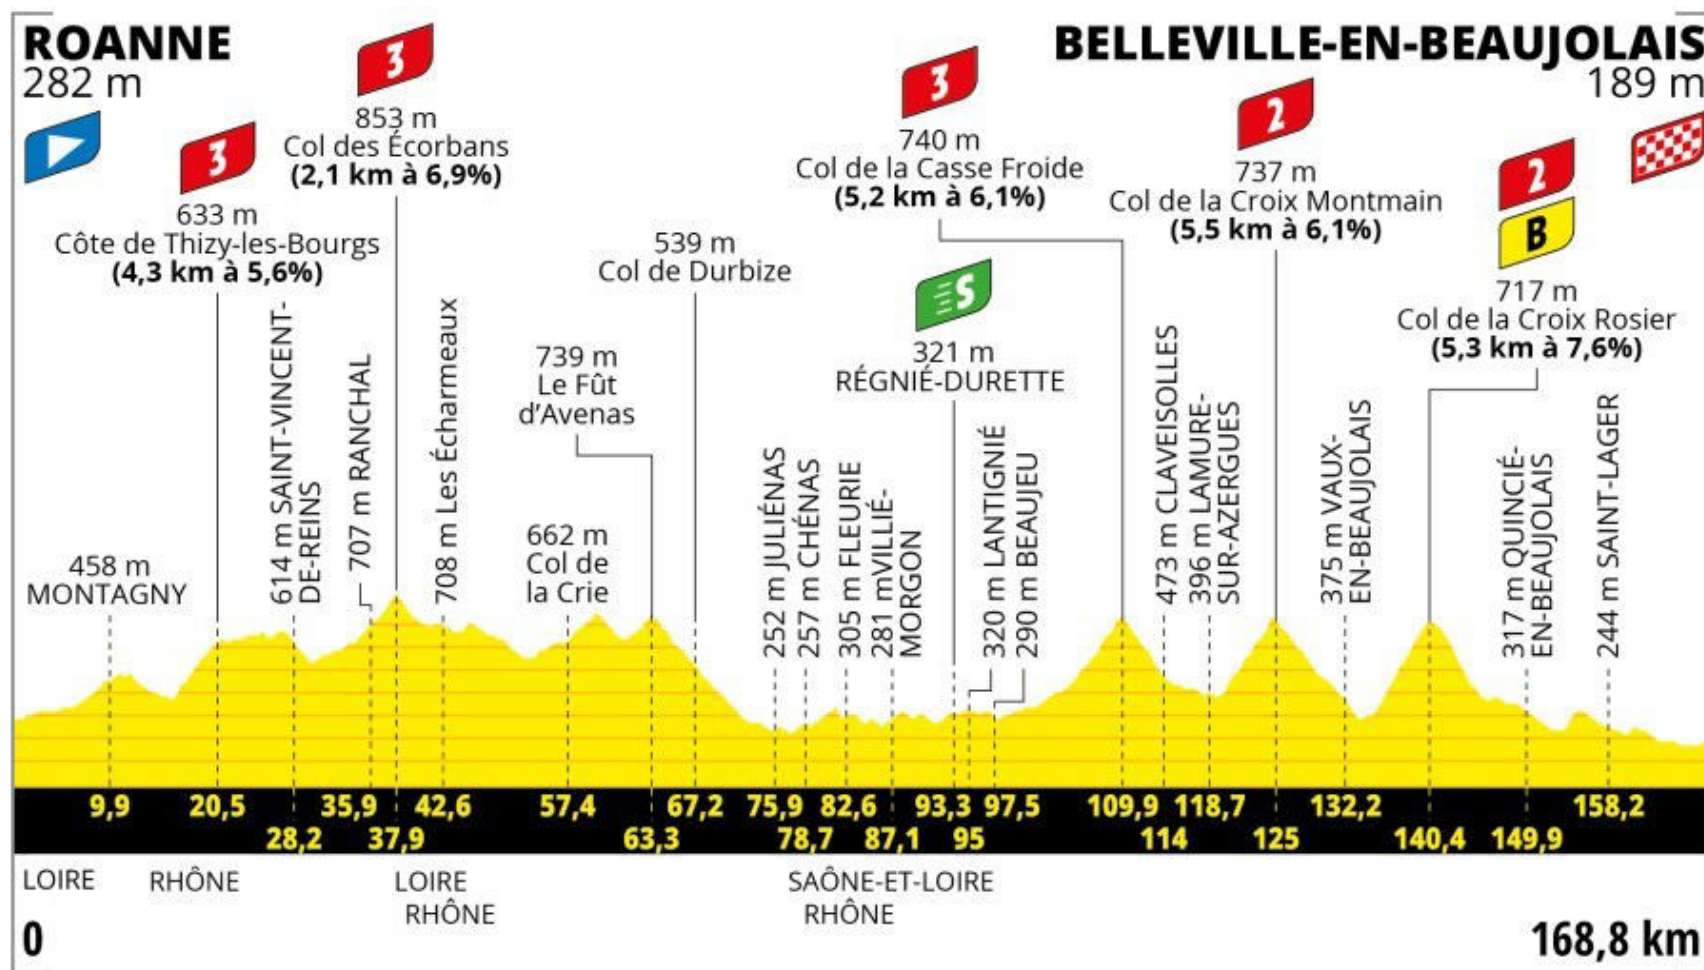 ROANNE
282 m
BELLEVILLE-EN-BEAUJOLAIS
189 m
3
633 m
Côte de Thizy-les-Bourgs
(4,3 km à 5,6%)
3
853 m
Col des Écorbans
(2,1 km à 6,9%)
539 m
Col de Durbize
3
740 m
Col de la Casse Froide
(5,2 km à 6,1%)
2
737 m
Col de la Croix Montmain
(5,5 km à 6,1%)
2
B
717 m
Col de la Croix Rosier
(5,3 km à 7,6%)
S
321 m
RÉGNIÉ-DURETTE
739 m
Le Fût
d'Avenas
662 m
Col de
la Crie
458 m
MONTAGNY
614 m SAINT-VINCENT-
DE-REINS
707 m RANCHAL
708 m Les Écharmeaux
252 m JULIÉNAS
257 m CHÉNAS
305 m FLEURIE
281 mVILLIÉ-
MORGON
320 m LANTIGNIÉ
290 m BEAUJEU
473 m CLAVEISOLLES
396 m LAMURE-
SUR-AZERGUES
375 m VAUX-
EN-BEAUJOLAIS
317 m QUINCIÉ-
EN-BEAUJOLAIS
244 m SAINT-LAGER
9,9 20,5 35,9 42,6 57,4 67,2 75,9 82,6 93,3 97,5 109,9 118,7 132,2 149,9 158,2
28,2 37,9 63,3 78,7 87,1 95 114 125 140,4
LOIRE RHÔNE LOIRE SAÔNE-ET-LOIRE
RHÔNE RHÔNE
0 168,8 km